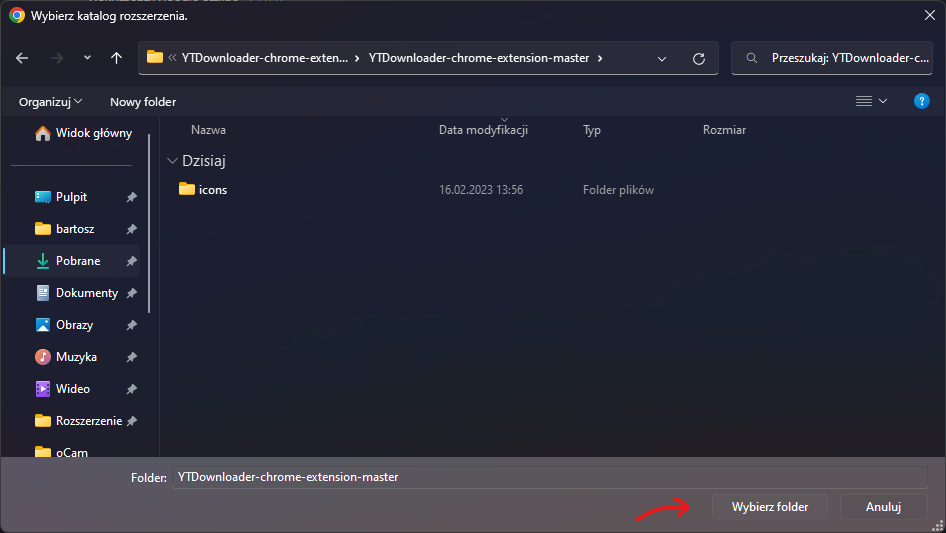 Wybierz katalog rozszerzenia.
YTDownloader-chrome-exten... > YTDownloader-chrome-extension-master >
Przeszukaj: YTDownloader-c...
Organizuj
Nowy folder
Widok główny
Nazwa
Data modyfikacji
Typ
Rozmiar
Dzisiaj
icons
16.02.2023 13:56
Folder plików
Pulpit
bartosz
Pobrane
Dokumenty
Obrazy
Muzyka
Wideo
Rozszerzenie
oCam
Folder: YTDownloader-chrome-extension-master
Wybierz folder
Anuluj